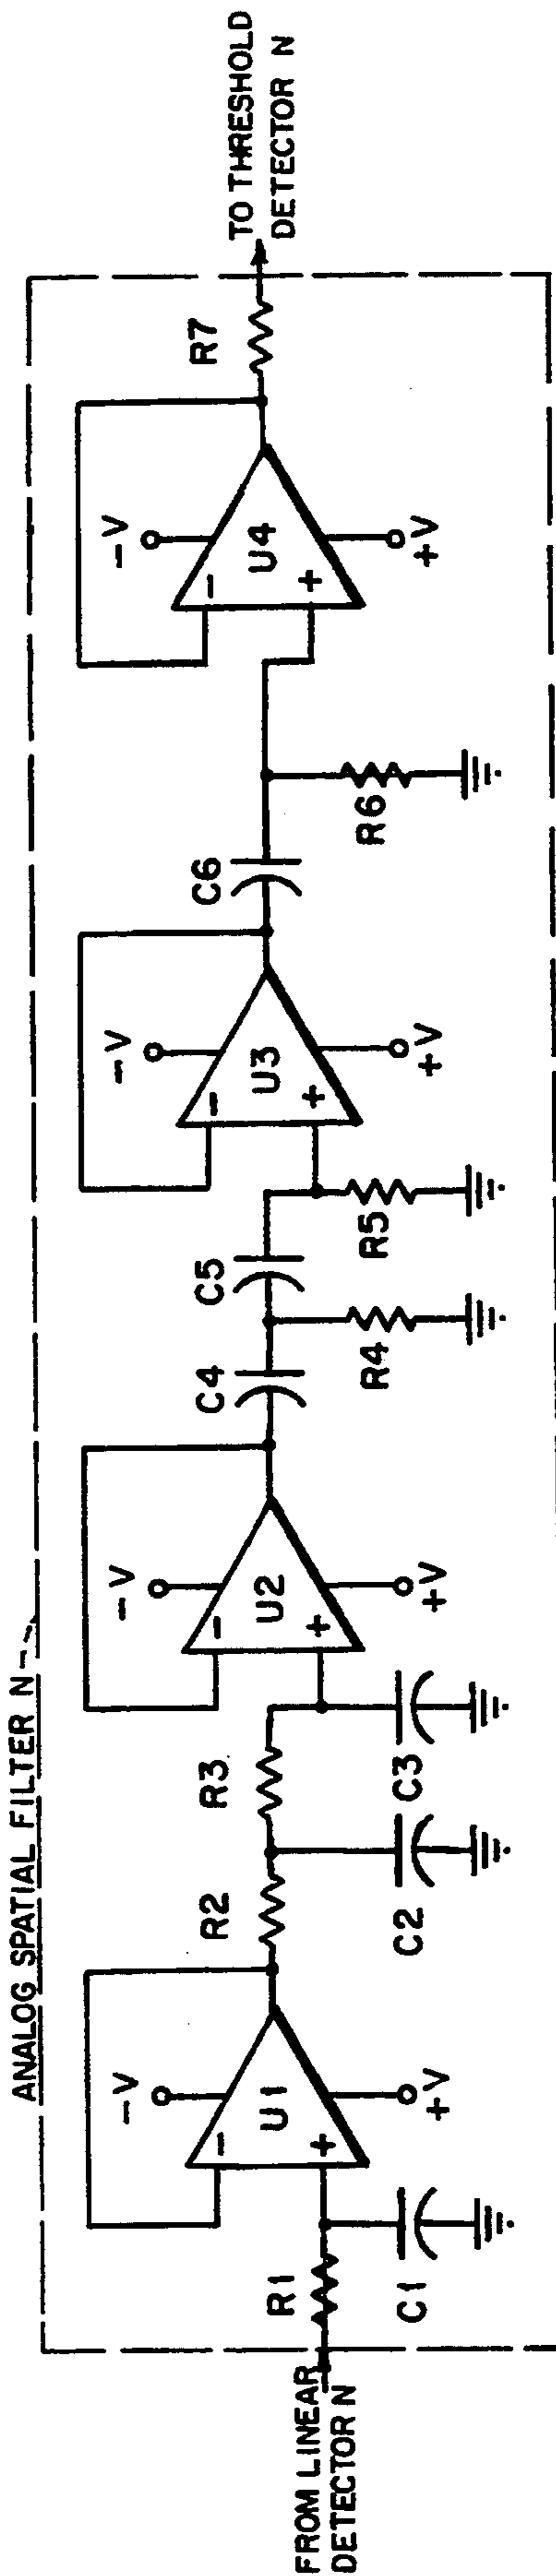 ANALOG SPATIAL FILTER N
FROM LINEAR
DETECTOR N
R1
C1
-V
-
U1
+
+V
R2
C2
R3
C3
-V
-
U2
+
+V
C4
R4
C5
R5
-V
-
U3
+
+V
C6
R6
-V
-
U4
+
+V
R7
TO THRESHOLD
DETECTOR N